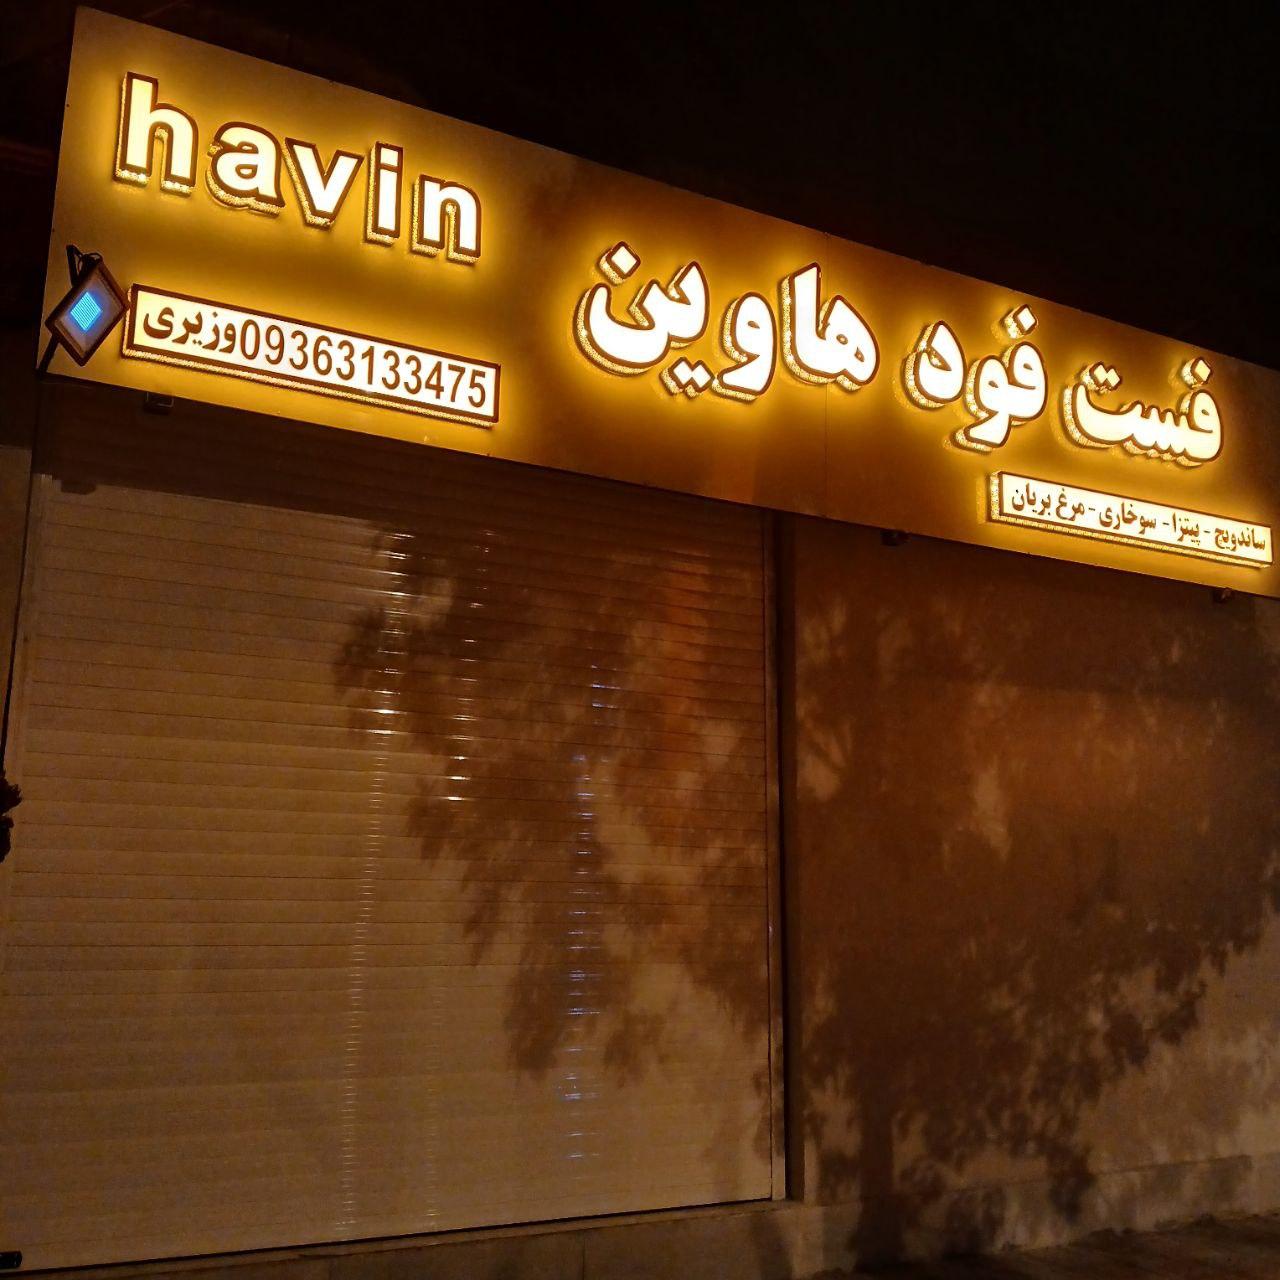 havin
فست فود هاوین
09363133475وزیری
ساندویچ - پیتزا - سوخاری - مرغ بریان